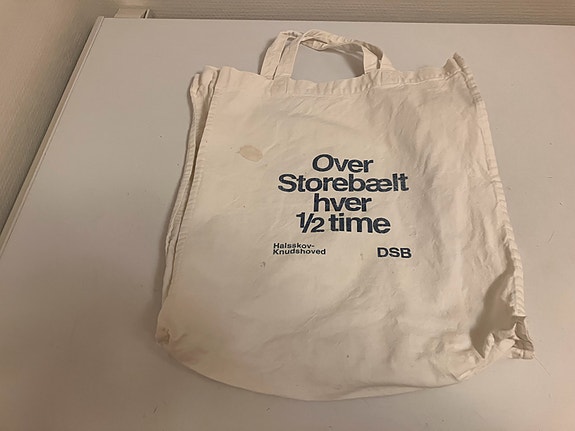 Over
Storebælt
hver
1/2 time
Halsskov-
Knudshoved
DSB